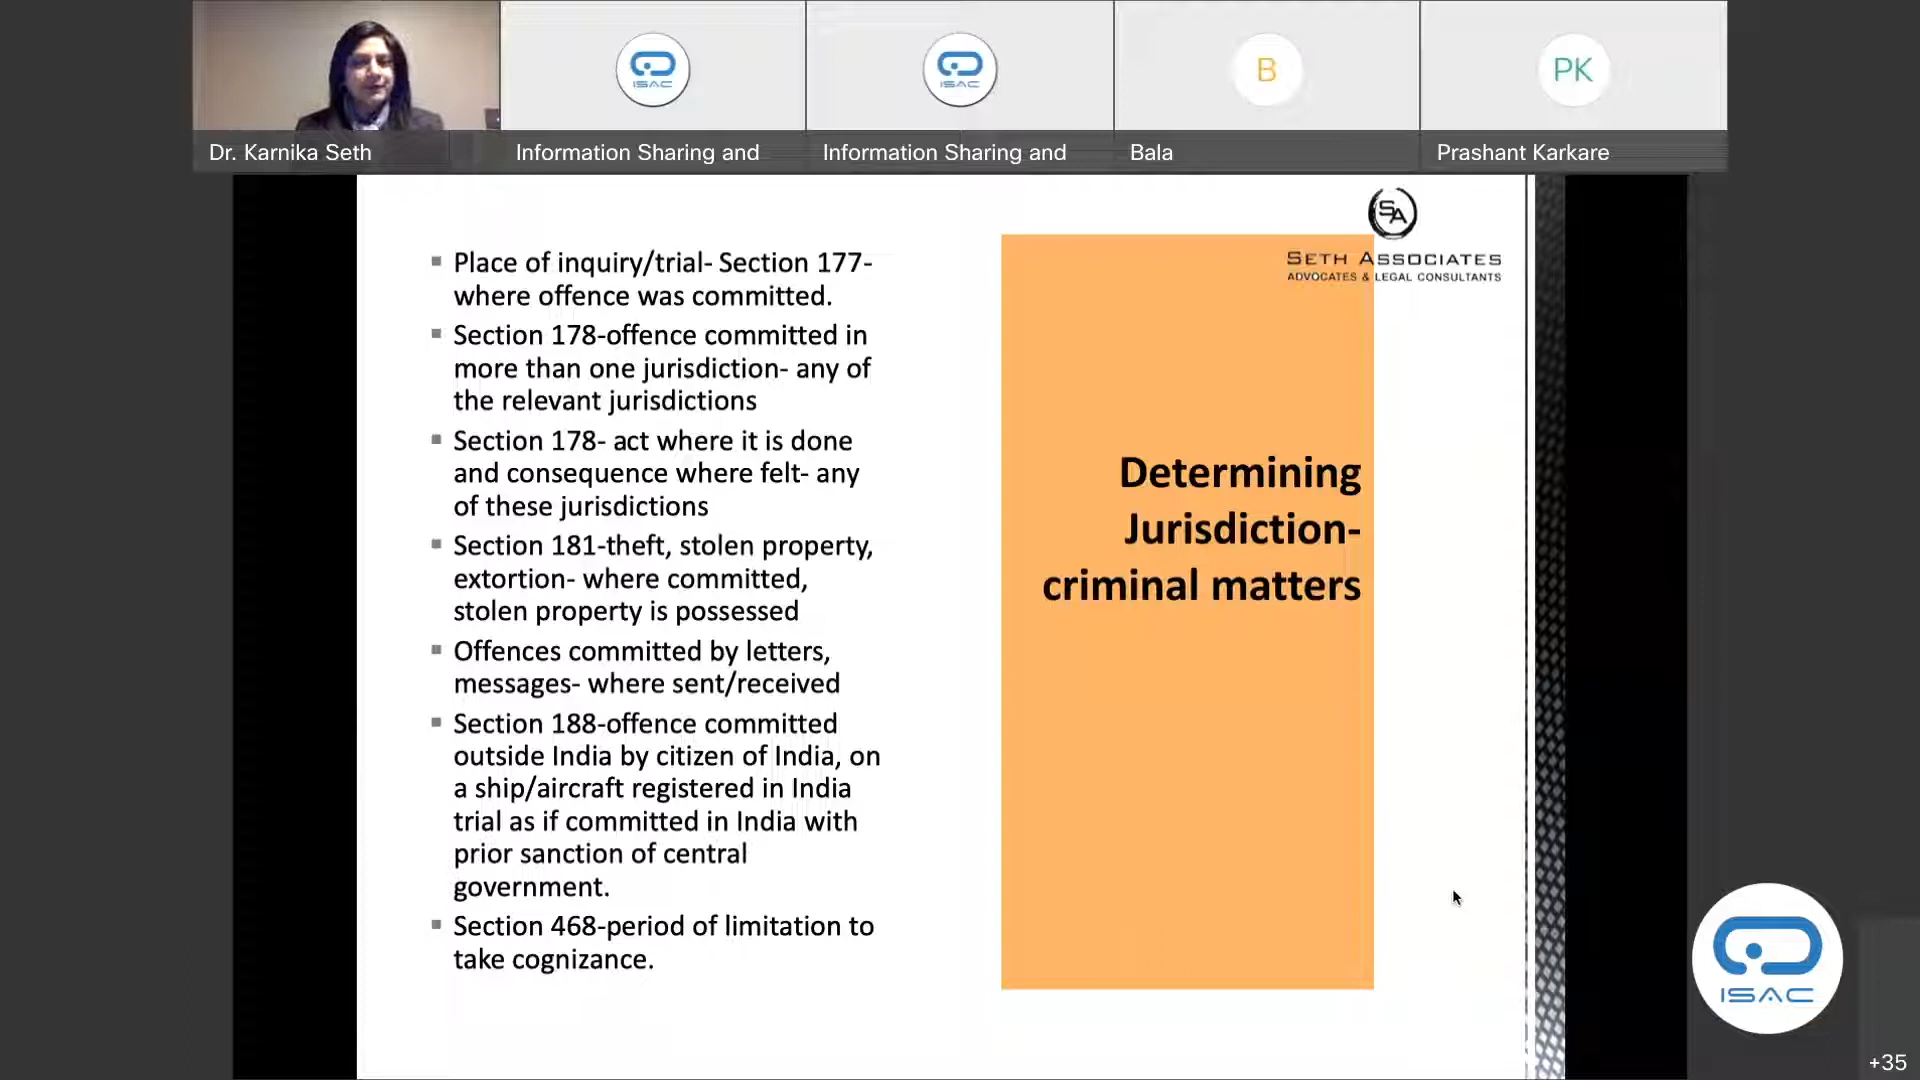 ISAC
ISAC
B
PK
Dr. Karnika Seth
Information Sharing and
Information Sharing and
Bala
Prashant Karkare
SA
SETH ASSOCIATES
ADVOCATES & LEGAL CONSULTANTS
Place of inquiry/trial- Section 177-
where offence was committed.
Section 178-offence committed in
more than one jurisdiction- any of
the relevant jurisdictions
Section 178- act where it is done
and consequence where felt- any
of these jurisdictions
Section 181-theft, stolen property,
extortion- where committed,
stolen property is possessed
Offences committed by letters,
messages- where sent/received
Section 188-offence committed
outside India by citizen of India, on
a ship/aircraft registered in India
trial as if committed in India with
prior sanction of central
government.
Section 468-period of limitation to
take cognizance.
Determining
Jurisdiction-
criminal matters
ISAC
+35